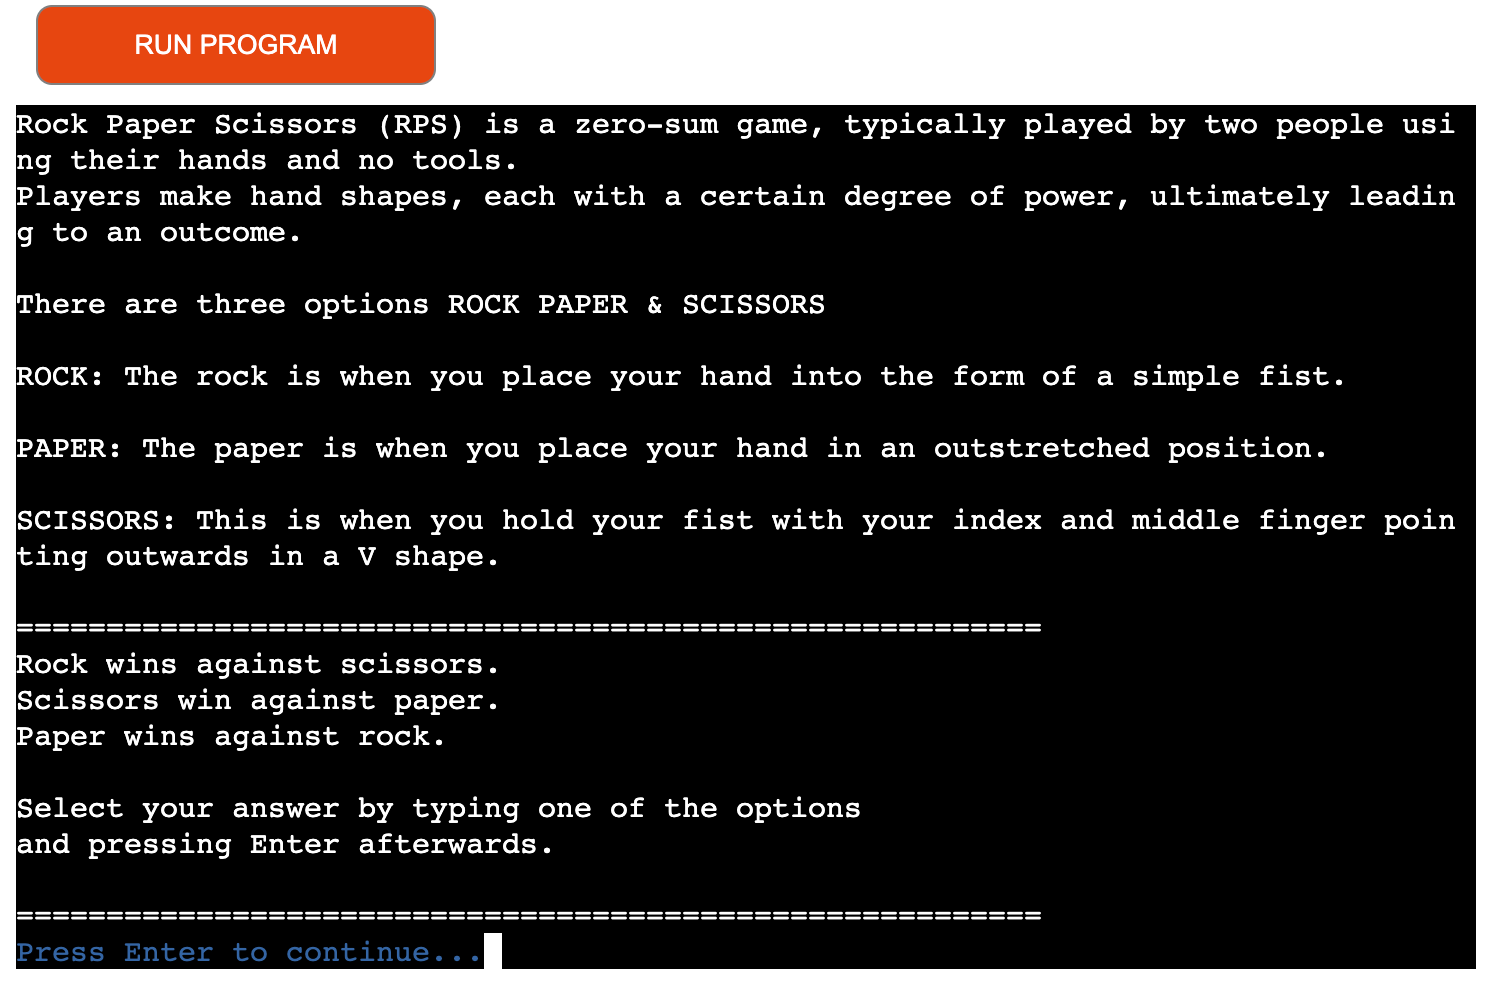 RUN PROGRAM
Rock Paper Scissors (RPS) is a zero-sum game, typically played by two people usi
ng their hands and no tools.
Players make hand shapes, each with a certain degree of power, ultimately leadin
g to an outcome.
There are three options ROCK PAPER & SCISSORS
ROCK: The rock is when you place your hand into the form of a simple fist.
PAPER: The paper is when you place your hand in an outstretched position.
SCISSORS: This is when you hold your fist with your index and middle finger poin
ting outwards in a V shape.
=========================================================
Rock wins against scissors.
Scissors win against paper.
Paper wins against rock.
Select your answer by typing one of the options
and pressing Enter afterwards.
=========================================================
Press Enter to continue...